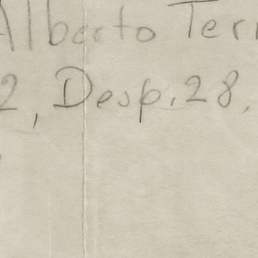 Alberto Ter
2, Desp. 28,